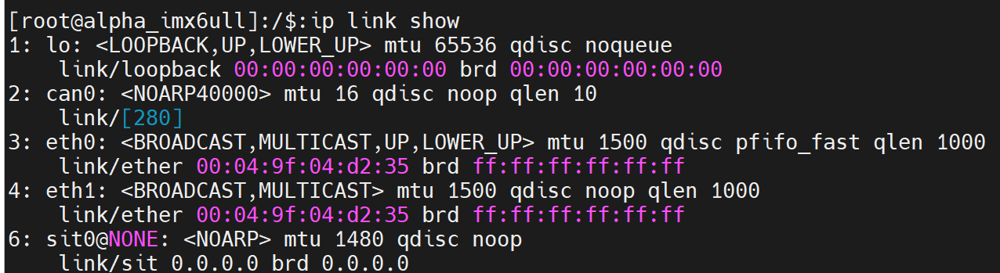 [root@alpha_imx6ull]:/$:ip link show
1: lo: <LOOPBACK,UP,LOWER_UP> mtu 65536 qdisc noqueue
    link/loopback 00:00:00:00:00:00 brd 00:00:00:00:00:00
2: can0: <NOARP40000> mtu 16 qdisc noop qlen 10
    link/[280]
3: eth0: <BROADCAST,MULTICAST,UP,LOWER_UP> mtu 1500 qdisc pfifo_fast qlen 1000
    link/ether 00:04:9f:04:d2:35 brd ff:ff:ff:ff:ff:ff
4: eth1: <BROADCAST,MULTICAST> mtu 1500 qdisc noop qlen 1000
    link/ether 00:04:9f:04:d2:35 brd ff:ff:ff:ff:ff:ff
6: sit0@NONE: <NOARP> mtu 1480 qdisc noop
    link/sit 0.0.0.0 brd 0.0.0.0